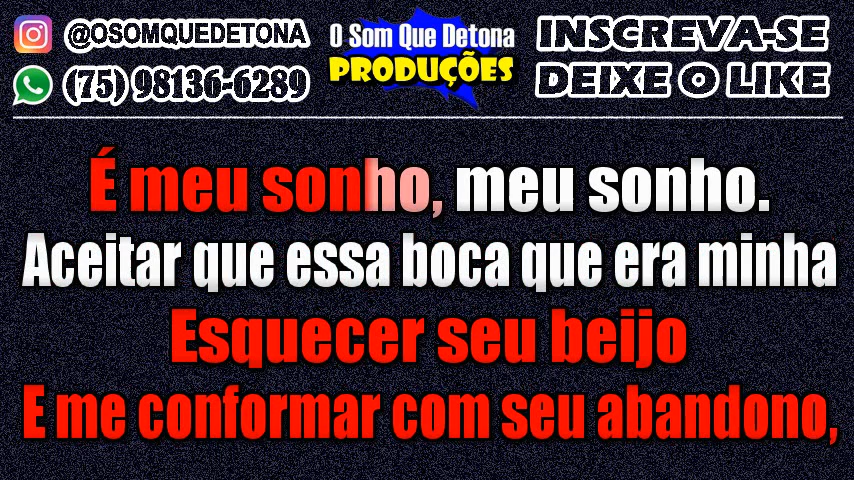 @OSOMQUEDETONA
(75) 98136-6289
O Som Que Detona
PRODUÇÕES
INSCREVA-SE
DEIXE O LIKE
É meu sonho, meu sonho.
Aceitar que essa boca que era minha
Esquecer seu beijo
E me conformar com seu abandono,